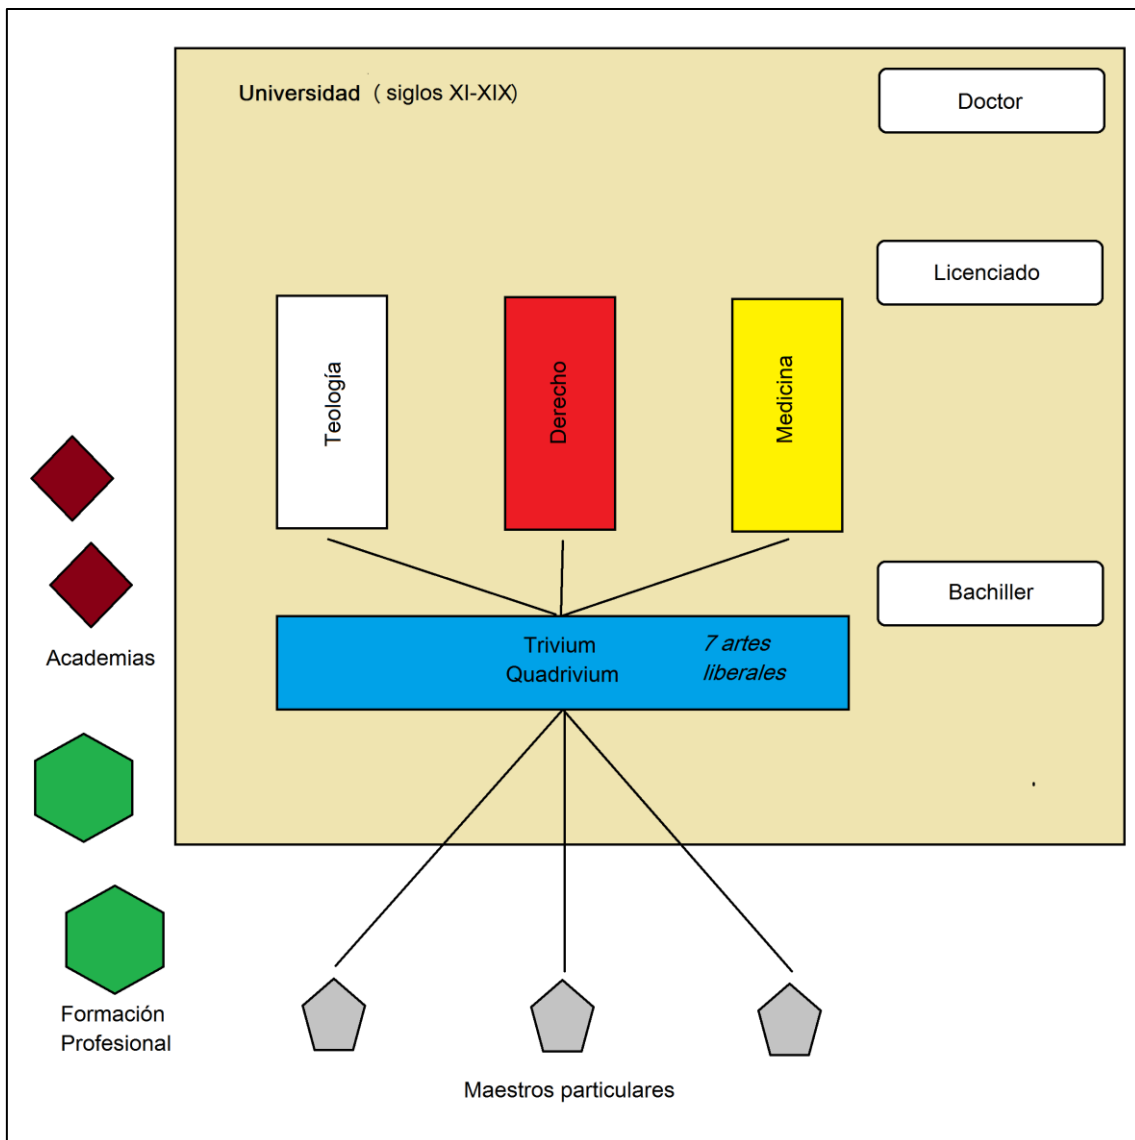 Universidad ( siglos XI-XIX)
Doctor
Licenciado
Teología
Derecho
Medicina
Bachiller
Trivium
Quadrivium
7 artes
liberales
Academias
Formación
Profesional
Maestros particulares